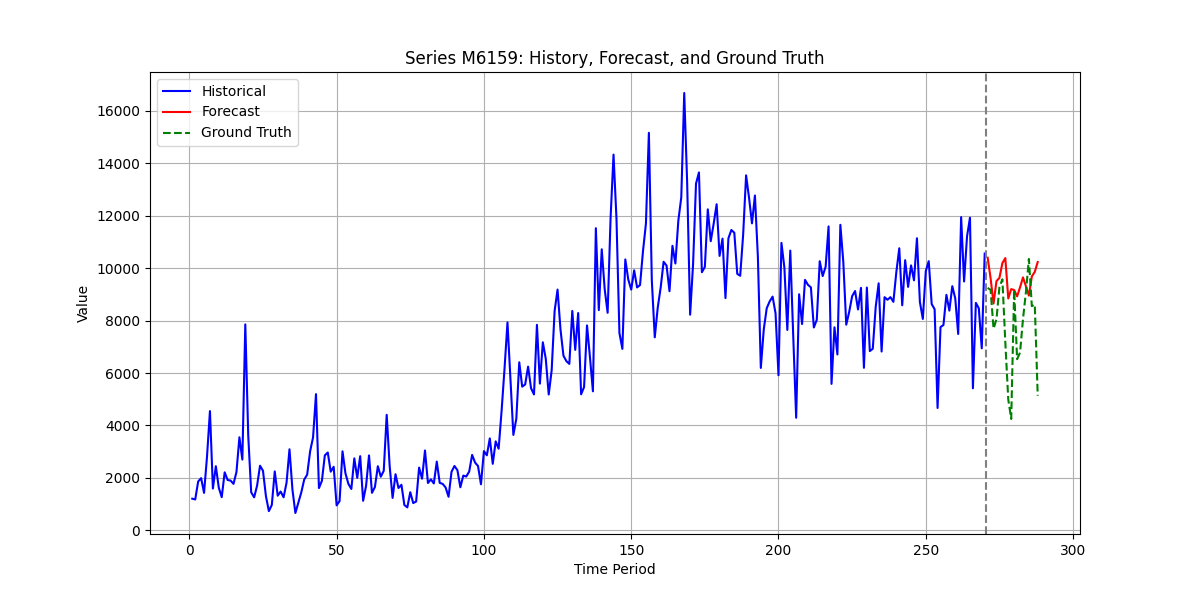 Series M6159: History, Forecast, and Ground Truth
Historical
Forecast
Ground Truth
16000
14000
12000
10000
8000
6000
4000
2000
0
Value
0 50 100 150 200 250 300
Time Period